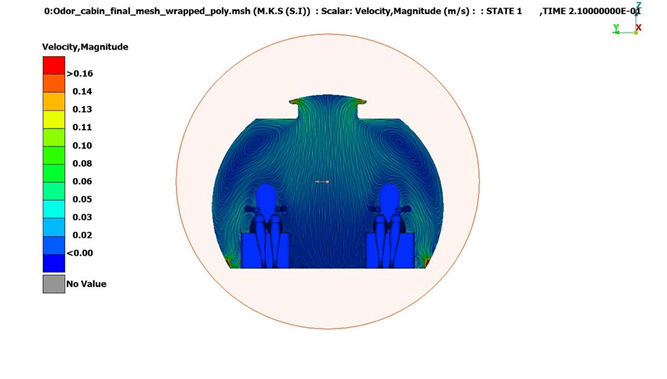 0:Odor_cabin_final_mesh_wrapped_poly.msh (M.K.S (S.I)) : Scalar: Velocity,Magnitude (m/s) : : STATE 1 ,TIME 2.10000000E-01
Z
Y X
Velocity,Magnitude
>0.16
0.14
0.13
0.11
0.10
0.08
0.06
0.05
0.03
0.02
<0.00
No Value